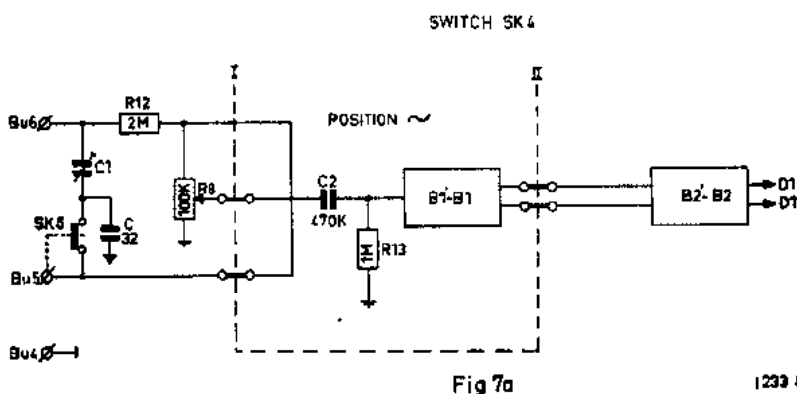 SWITCH SK4
I
II
Bu6
R12
2M
POSITION ~
C1
R8
100K
C2
470K
B1'-B1
B2'-B2
D1
D1'
SK5
C
32
1M
R13
Bu5
Bu4
Fig 7a